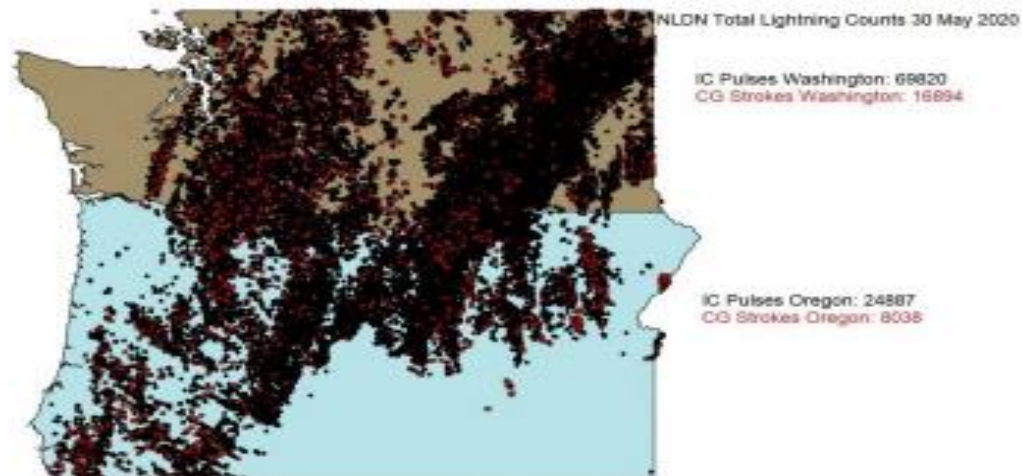 NLDN Total Lightning Counts 30 May 2020
IC Pulses Washington: 69820
CG Strokes Washington: 16894
IC Pulses Oregon: 24887
CG Strokes Oregon: 8038